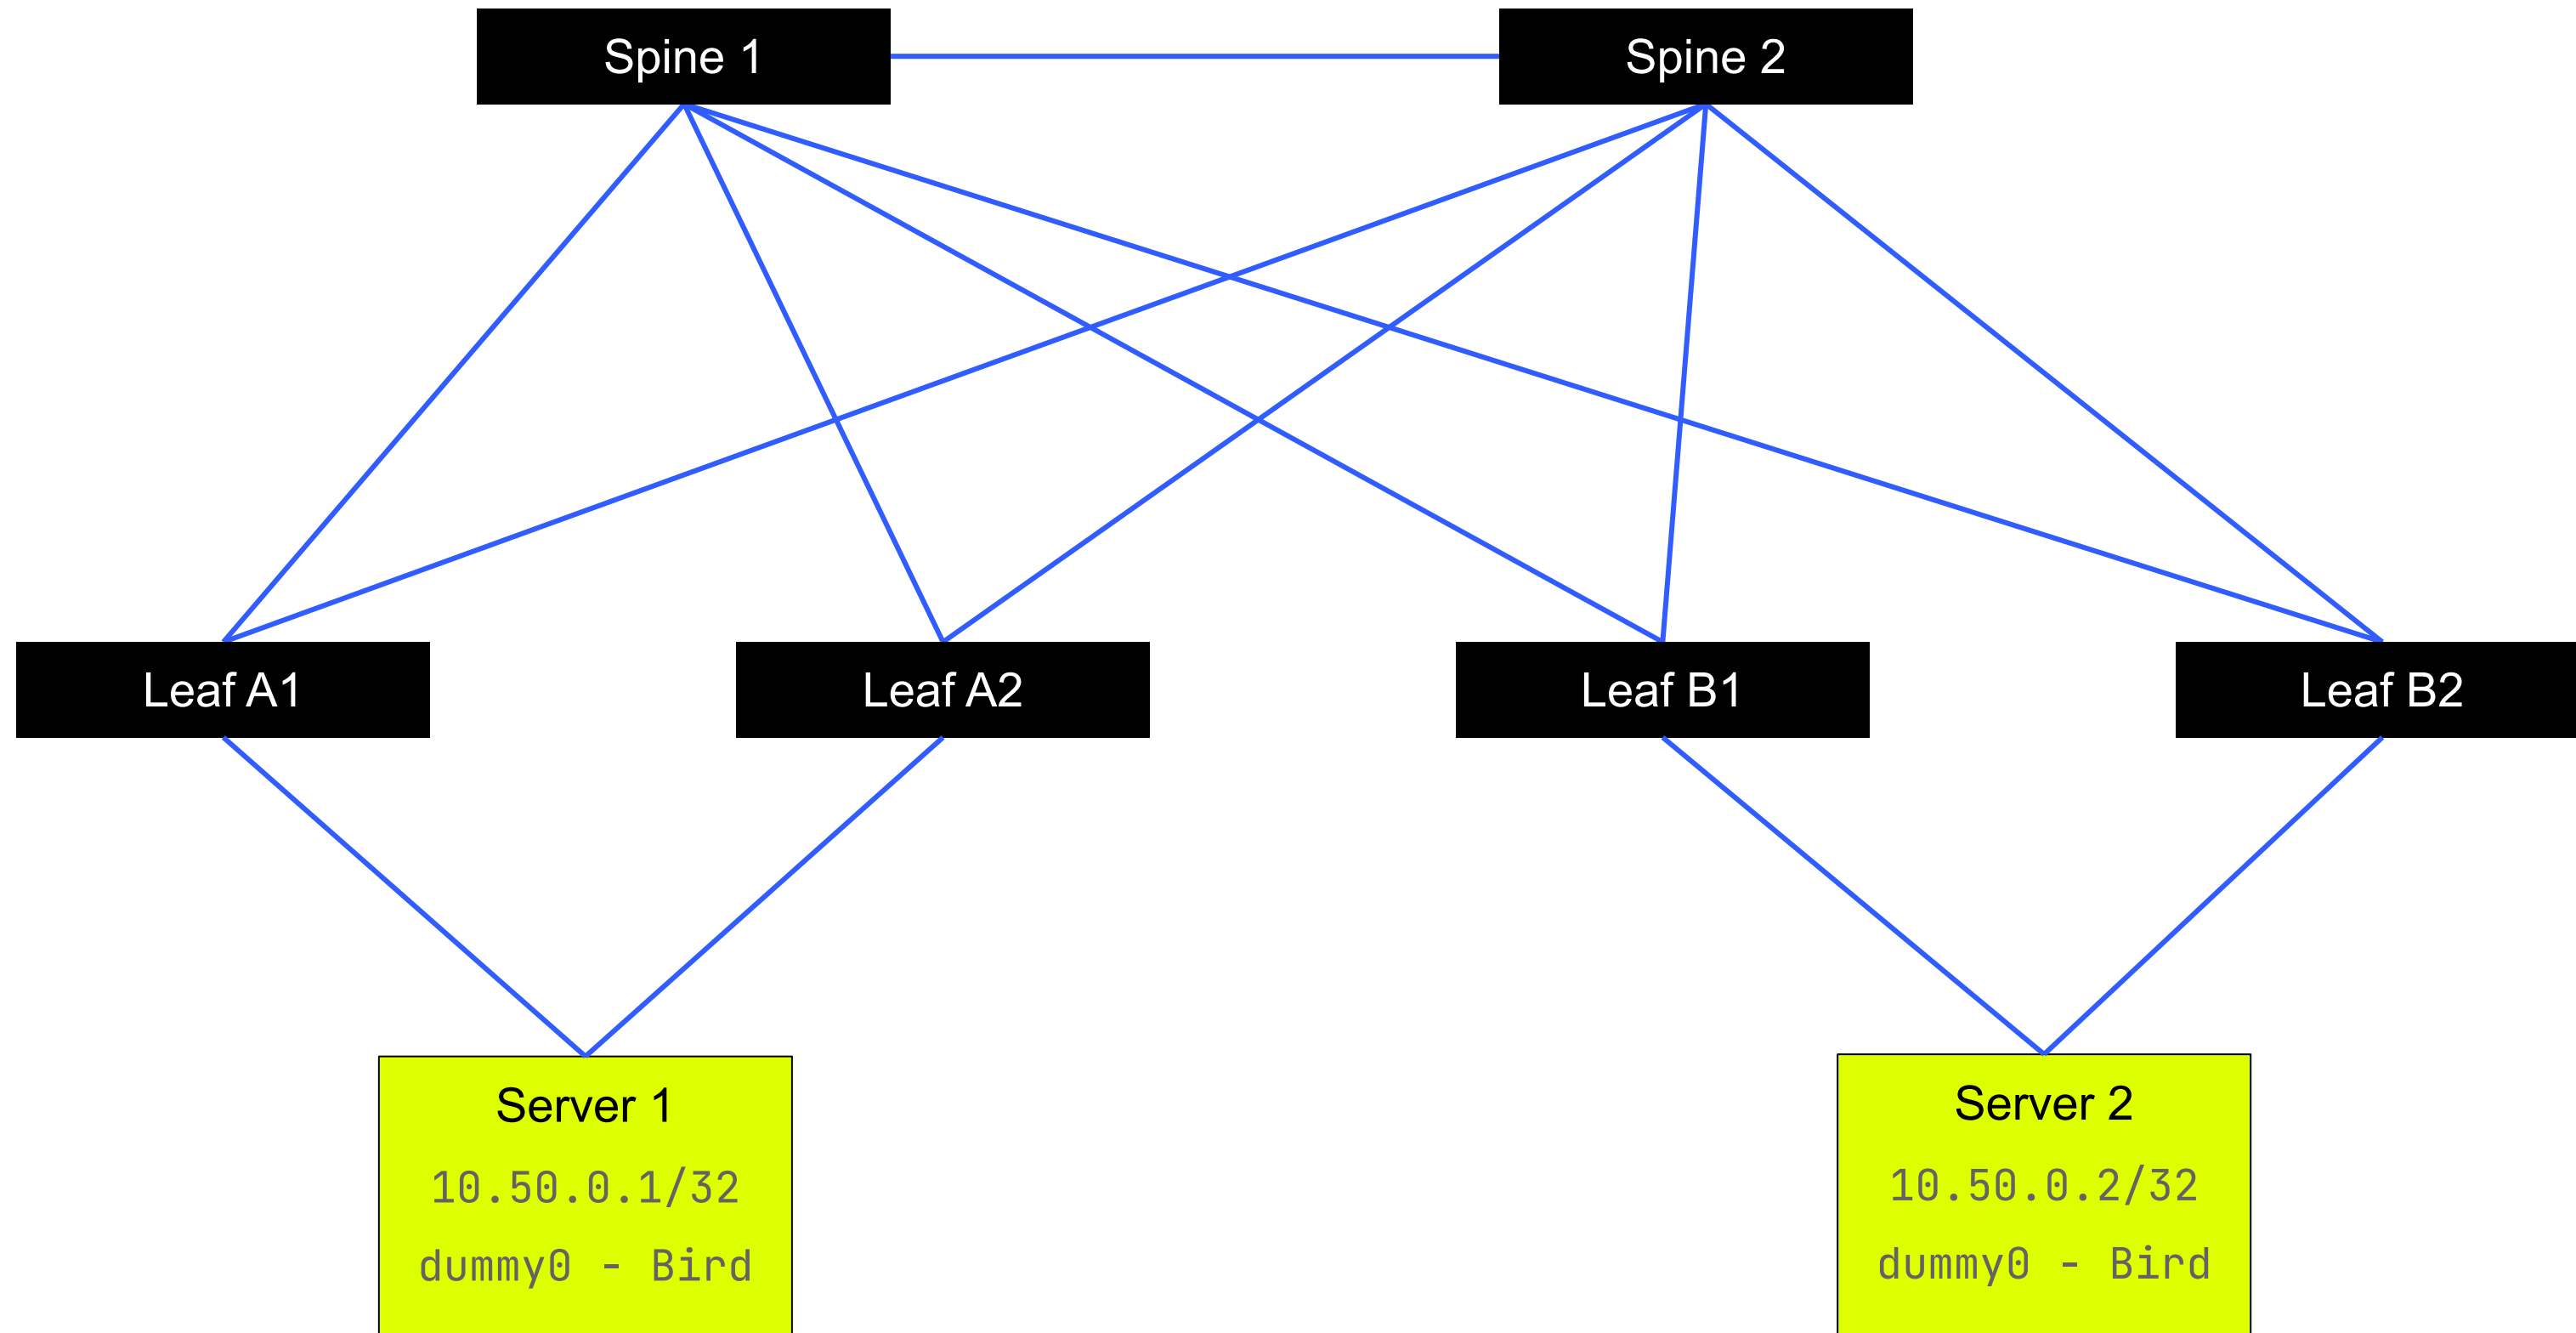 Spine 1
Spine 2
Leaf A1
Leaf A2
Leaf B1
Leaf B2
Server 1
10.50.0.1/32
dummy0 - Bird
Server 2
10.50.0.2/32
dummy0 - Bird